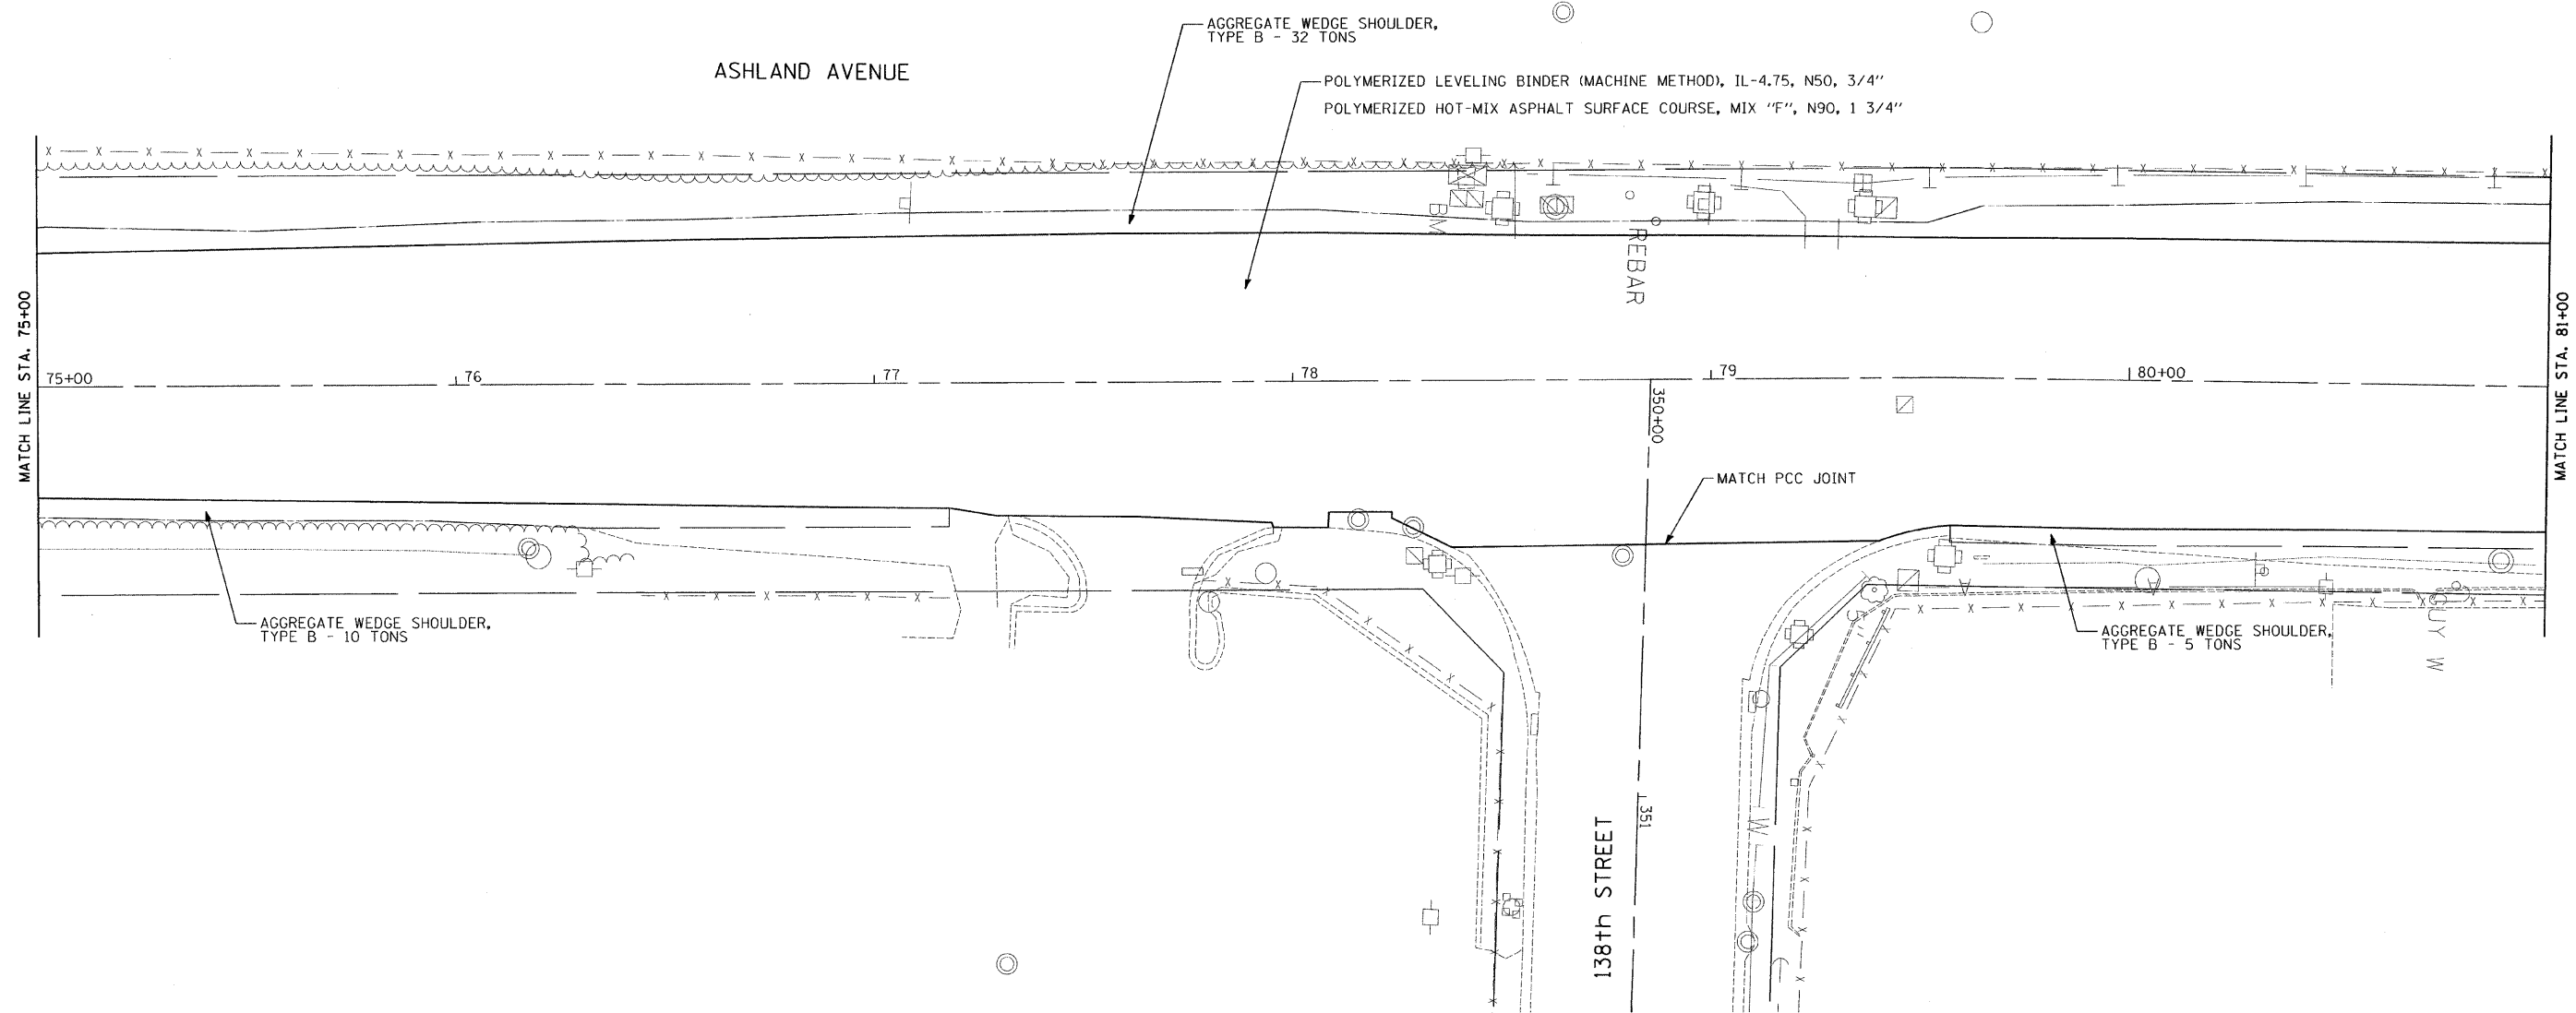 AGGREGATE WEDGE SHOULDER,
TYPE B - 32 TONS
ASHLAND AVENUE
POLYMERIZED LEVELING BINDER (MACHINE METHOD), IL-4.75, N50, 3/4"
POLYMERIZED HOT-MIX ASPHALT SURFACE COURSE, MIX "F", N90, 1 3/4"
BM
REBAR
MATCH LINE STA. 75+00
MATCH LINE STA. 81+00
75+00
76
77
78
79
80+00
350+00
MATCH PCC JOINT
AGGREGATE WEDGE SHOULDER,
TYPE B - 10 TONS
AGGREGATE WEDGE SHOULDER,
TYPE B - 5 TONS
GUY W
351
W
138th STREET